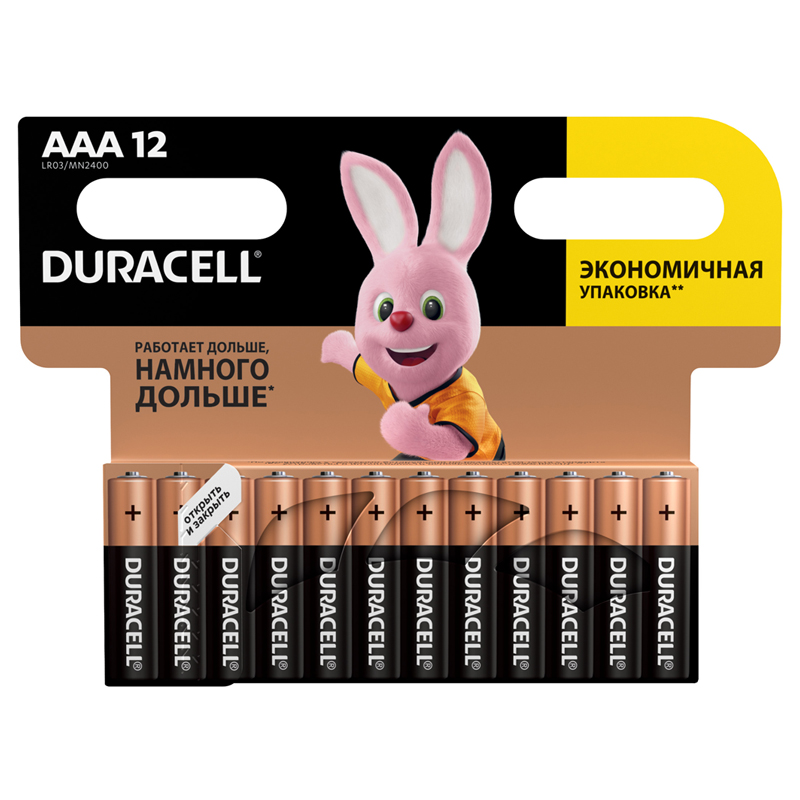 AAA 12
LR03/MN2400
DURACELL®
ЭКОНОМИЧНАЯ
УПАКОВКА**
РАБОТАЕТ ДОЛЬШЕ,
НАМНОГО
ДОЛЬШЕ*
открыть
и закрыть
+
+
+
+
+
+
+
+
+
+
+
DURACELL®
DURACELL®
DURACELL®
DURACELL®
DURACELL®
DURACELL®
DURACELL®
DURACELL®
DURACELL®
DURACELL®
DURACELL®
DURACELL®